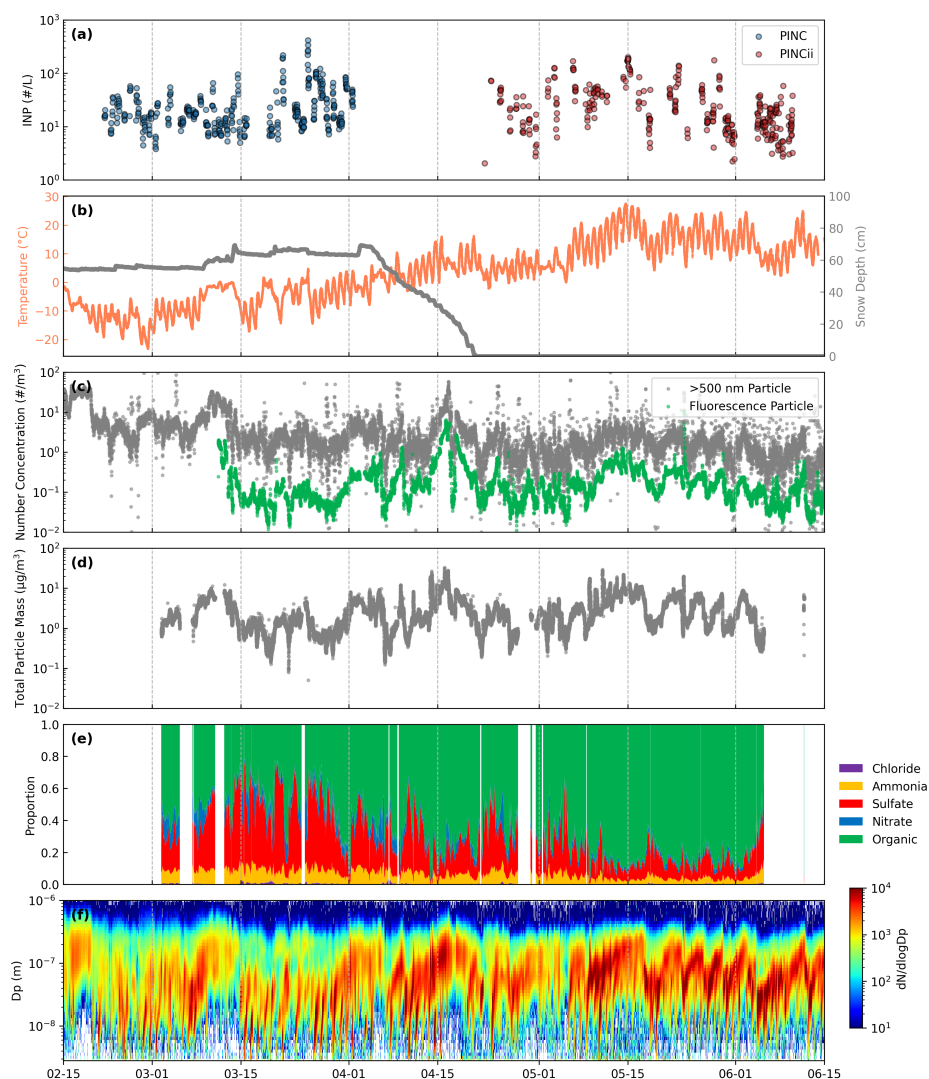 (a)
10³
10²
10¹
10⁰
INP (#/L)
PINC
PINCii
(b)
30
20
10
0
−10
−20
Temperature (°C)
100
80
60
40
20
0
Snow Depth (cm)
(c)
10²
10¹
10⁰
10⁻¹
10⁻²
Number Concentration (#/m³)
>500 nm Particle
Fluorescence Particle
(d)
10²
10¹
10⁰
10⁻¹
10⁻²
Total Particle Mass (μg/m³)
(e)
1.0
0.8
0.6
0.4
0.2
0.0
Proportion
Chloride
Ammonia
Sulfate
Nitrate
Organic
(f)
10⁻⁶
10⁻⁷
10⁻⁸
Dp (m)
10⁴
10³
10²
10¹
dN/dlogDp
02-15 03-01 03-15 04-01 04-15 05-01 05-15 06-01 06-15